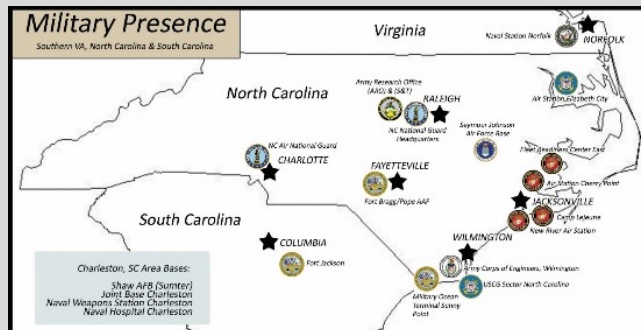 Military Presence
Southern VA, North Carolina & South Carolina
Virginia
Naval Station Norfolk
NORFOLK
North Carolina
Army Research Office
(ARO) & (S&T)
RALEIGH
NC National Guard
Headquarters
Air Station, Elizabeth City
Seymour Johnson
Air Force Base
NC Air National Guard
CHARLOTTE
Fleet Readiness Center East
FAYETTEVILLE
Fort Bragg/Pope AAF
Air Station Cherry Point
JACKSONVILLE
Camp Lejeune
New River Air Station
South Carolina
COLUMBIA
Fort Jackson
WILMINGTON
Army Corps of Engineers, Wilmington
USCG Sector North Carolina
Military Ocean
Terminal Sunny
Point
Charleston, SC Area Bases:
Shaw AFB (Sumter)
Joint Base Charleston
Naval Weapons Station Charleston
Naval Hospital Charleston